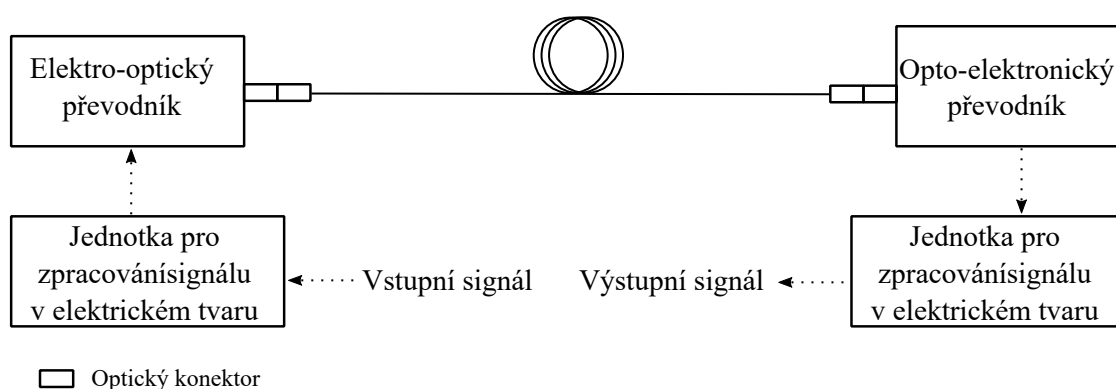 Elektro-optický
převodník
Opto-elektronický
převodník
Jednotka pro
zpracovánísignálu
v elektrickém tvaru
Vstupní signál
Výstupní signál
Jednotka pro
zpracovánísignálu
v elektrickém tvaru
Optický konektor